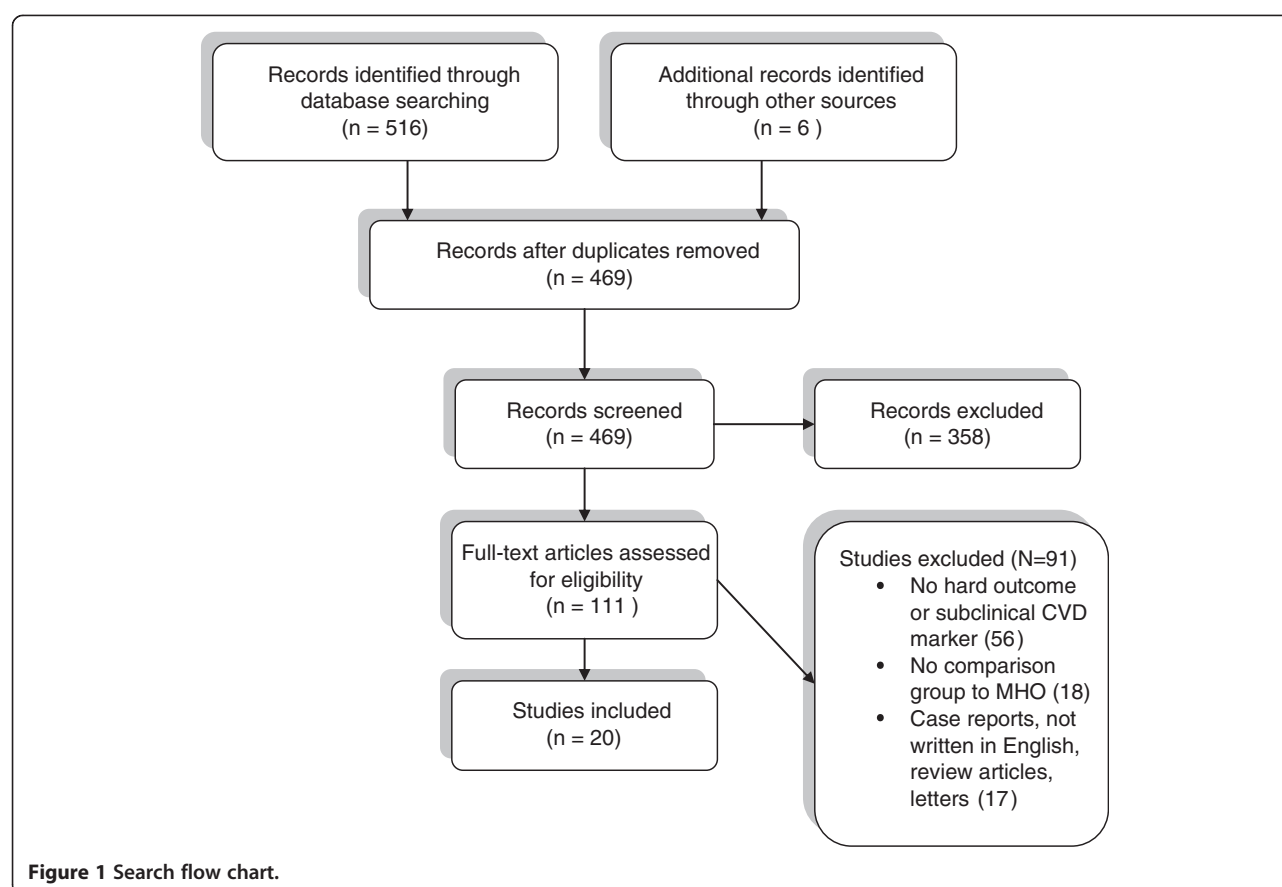 Records identified through
database searching
(n = 516)
Additional records identified
through other sources
(n = 6 )
Records after duplicates removed
(n = 469)
Records screened
(n = 469)
Records excluded
(n = 358)
Full-text articles assessed
for eligibility
(n = 111 )
Studies excluded (N=91)
• No hard outcome
or subclinical CVD
marker (56)
• No comparison
group to MHO (18)
• Case reports, not
written in English,
review articles,
letters (17)
Studies included
(n = 20)
Figure 1 Search flow chart.